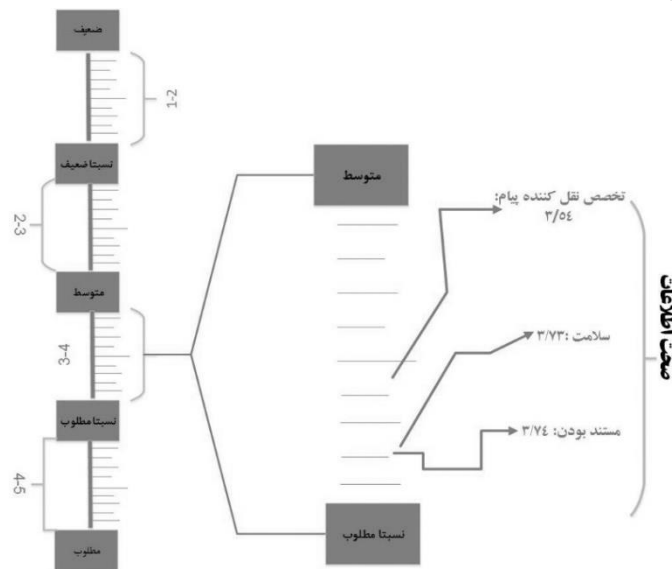 ضعیف
1-2
نسبتا ضعیف
2-3
متوسط
3-4
نسبتا مطلوب
4-5
مطلوب
متوسط
نسبتا مطلوب
تخصص نقل کننده پیام:
۳/۵٤
سلامت :۳/۷۳
مستند بودن: ۳/۷٤
صحت اطلاعات